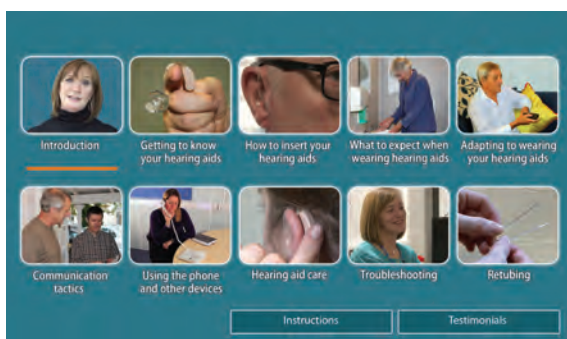 Introduction
Getting to know
your hearing aids
How to insert your
hearing aids
What to expect when
wearing hearing aids
Adapting to wearing
your hearing aids
Communication
tactics
Using the phone
and other devices
Hearing aid care
Troubleshooting
Retubing
Instructions
Testimonials